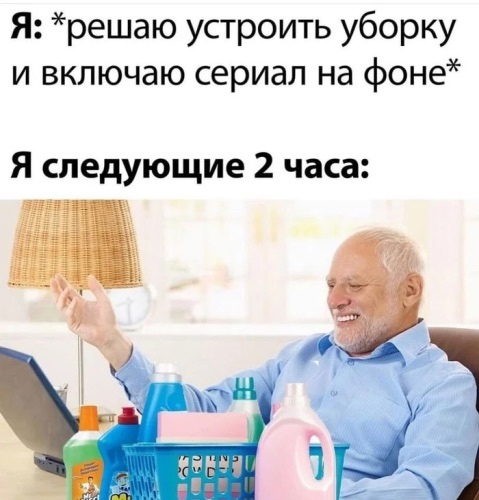 Я: *решаю устроить уборку
и включаю сериал на фоне*
Я следующие 2 часа: